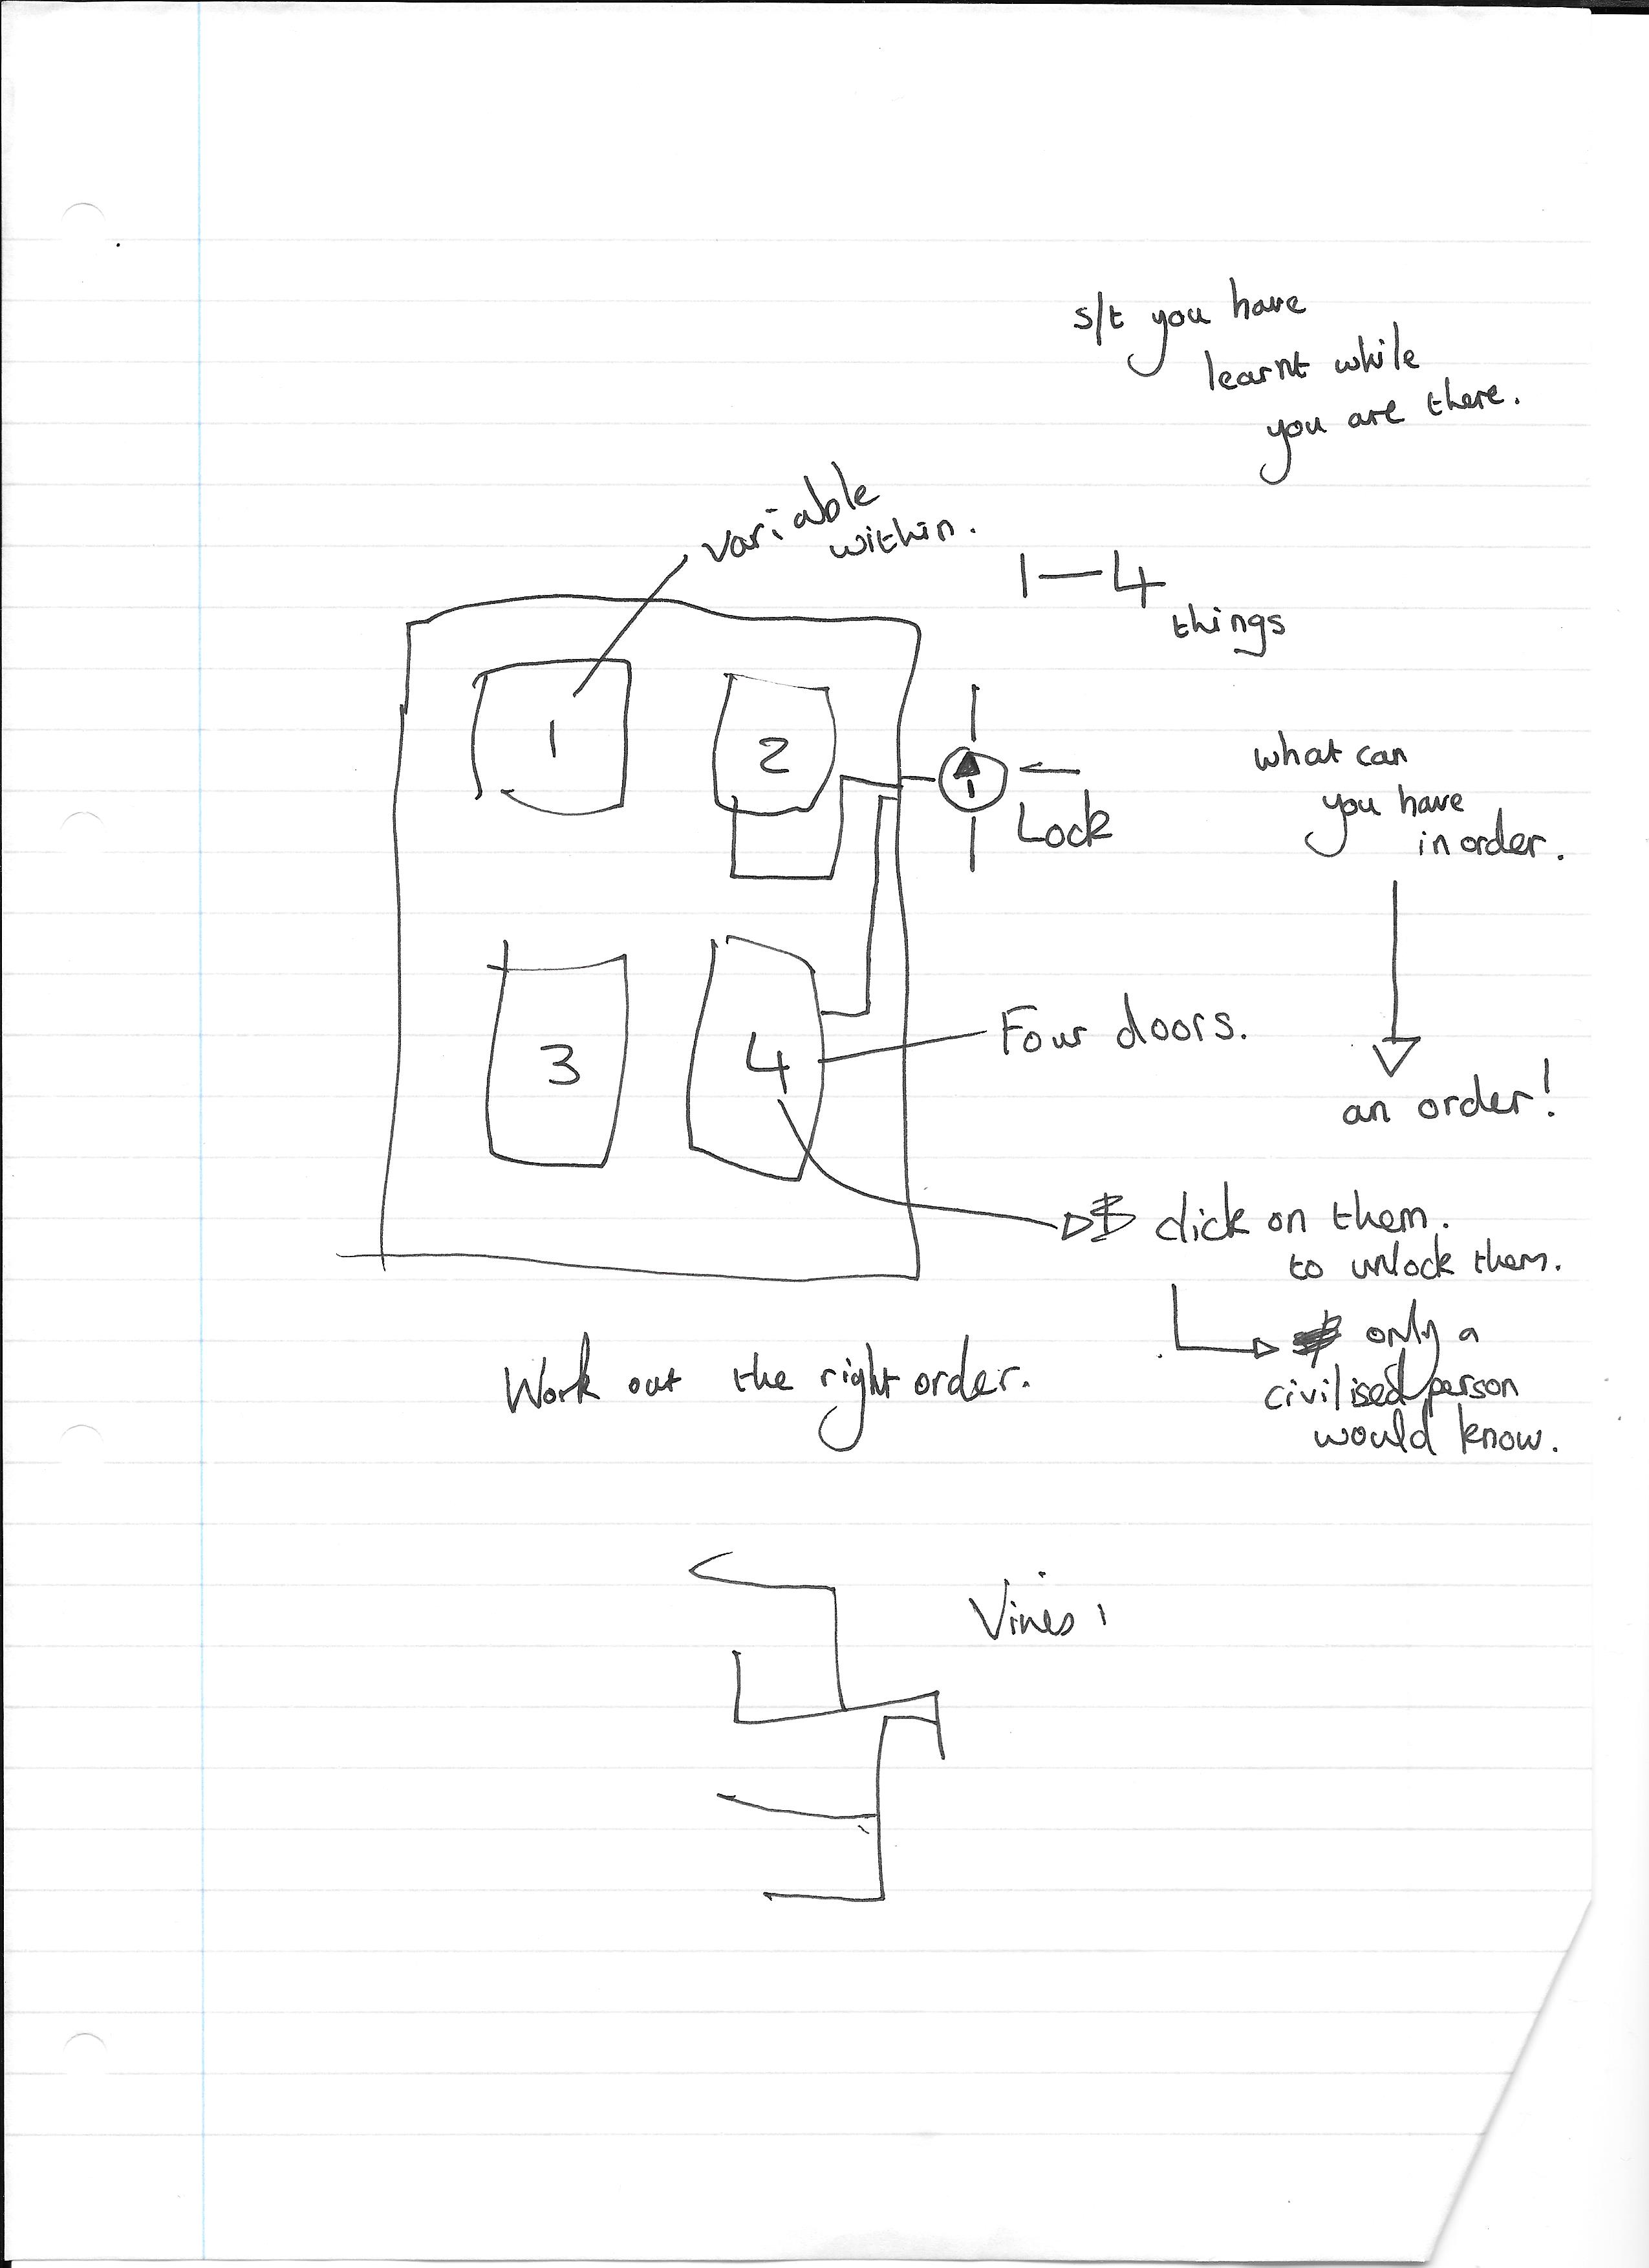 s/t you have
learnt while
you are there.
variable
within.
1—4
things
1
2
Lock
what can
you have
in order.
3
4
Four doors.
an order!
click on them.
to unlock them.
only a
civilised person
would know.
Work out the right order.
Vines